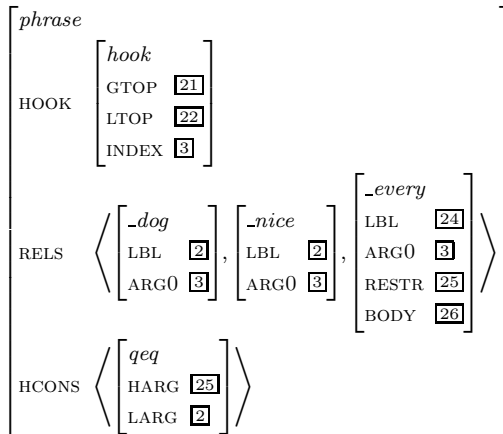 phrase
HOOK
hook
GTOP 21
LTOP 22
INDEX 3
RELS
⟨
_dog
LBL 2
ARG0 3
,
_nice
LBL 2
ARG0 3
,
_every
LBL 24
ARG0 3
RESTR 25
BODY 26
⟩
HCONS
⟨
qeq
HARG 25
LARG 2
⟩